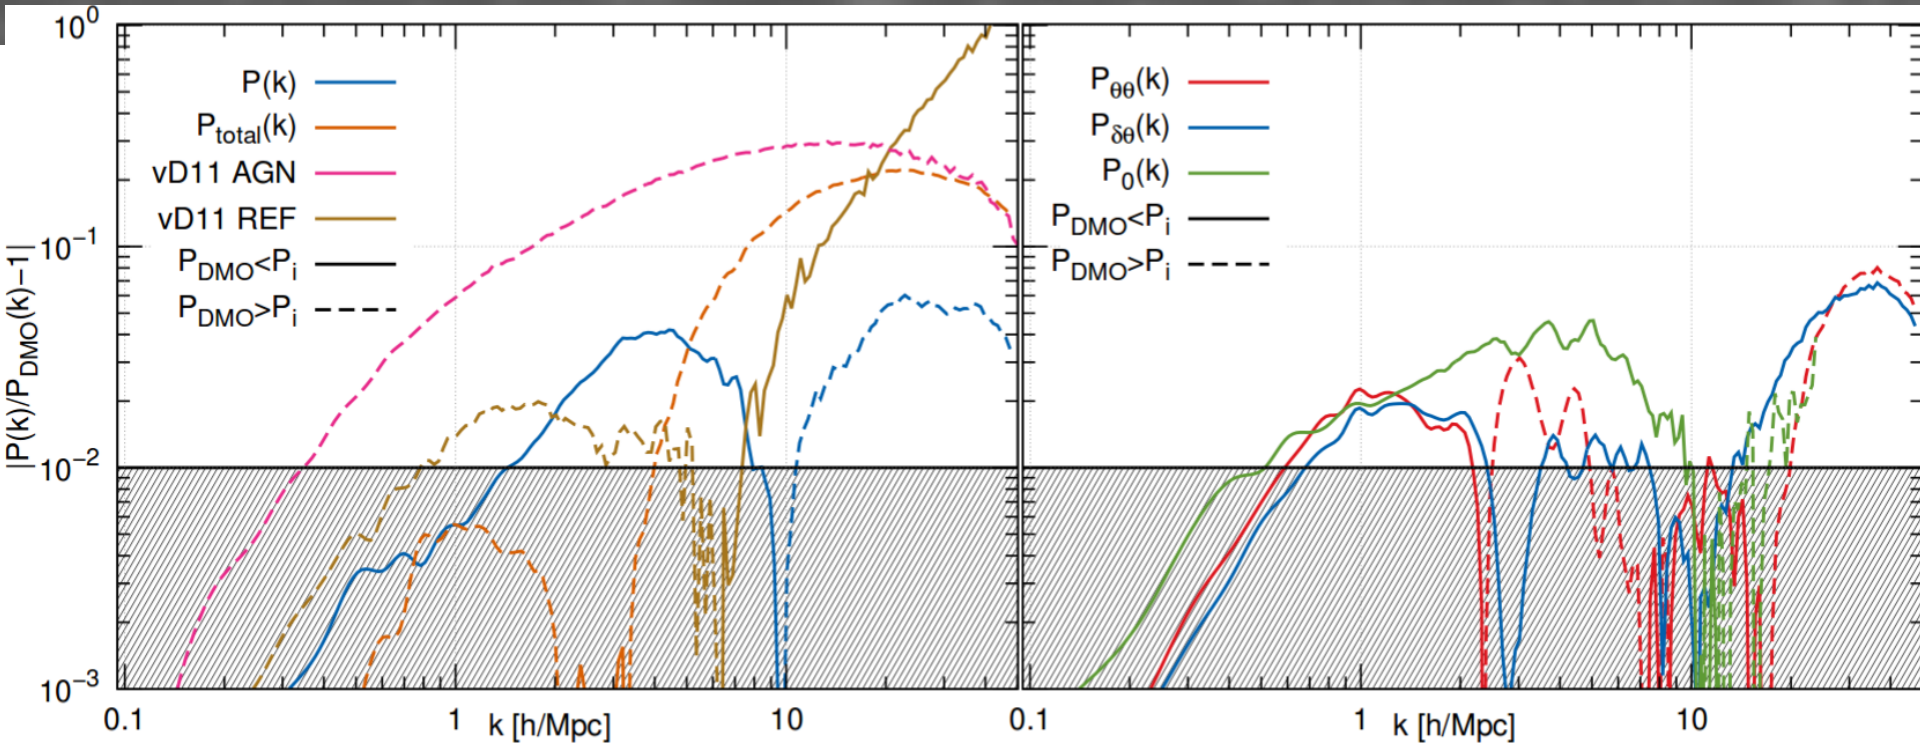 |P(k)/P_DMO(k)−1|
10^0
10^−1
10^−2
10^−3
P(k)
P_total(k)
vD11 AGN
vD11 REF
P_DMO<P_i
P_DMO>P_i
0.1
1
10
k [h/Mpc]
P_θθ(k)
P_δθ(k)
P_0(k)
P_DMO<P_i
P_DMO>P_i
0.1
1
10
k [h/Mpc]